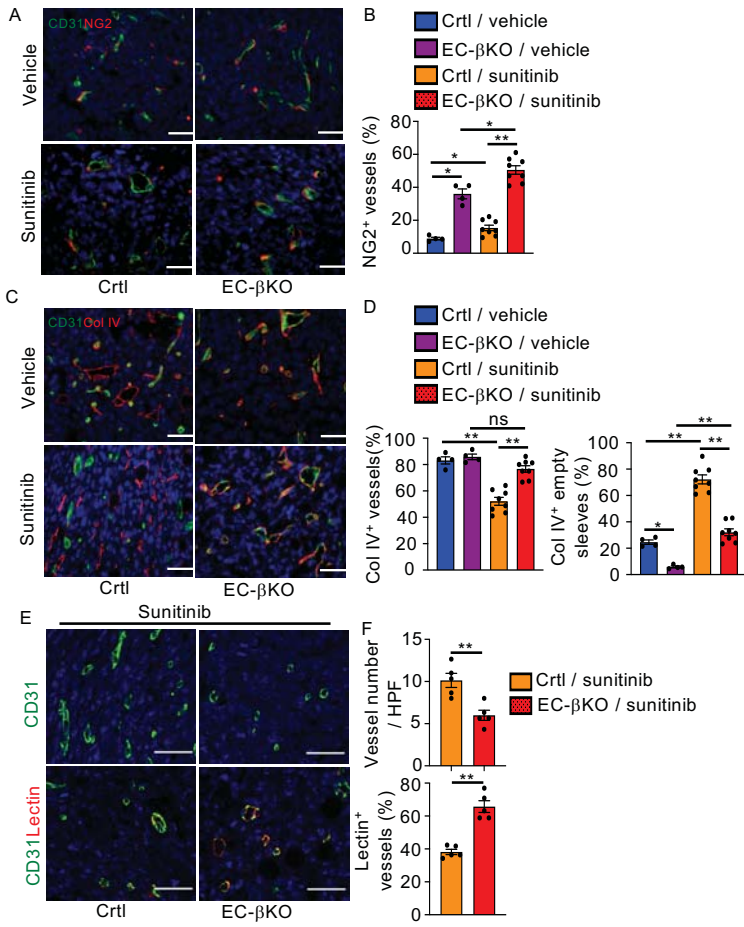 A
CD31NG2
Vehicle
Sunitinib
Crtl
EC-βKO
B
Crtl / vehicle
EC-βKO / vehicle
Crtl / sunitinib
EC-βKO / sunitinib
NG2⁺ vessels (%)
80
60
40
20
0
*
*
*
**
C
CD31Col IV
Vehicle
Sunitinib
Crtl
EC-βKO
D
Crtl / vehicle
EC-βKO / vehicle
Crtl / sunitinib
EC-βKO / sunitinib
Col IV⁺ vessels(%)
100
80
60
40
20
0
ns
**
**
Col IV⁺ empty
sleeves (%)
100
80
60
40
20
0
**
**
**
*
E
Sunitinib
CD31
CD31Lectin
Crtl
EC-βKO
F
Crtl / sunitinib
EC-βKO / sunitinib
Vessel number
/ HPF
15
10
5
0
**
Lectin⁺
vessels (%)
80
60
40
20
0
**